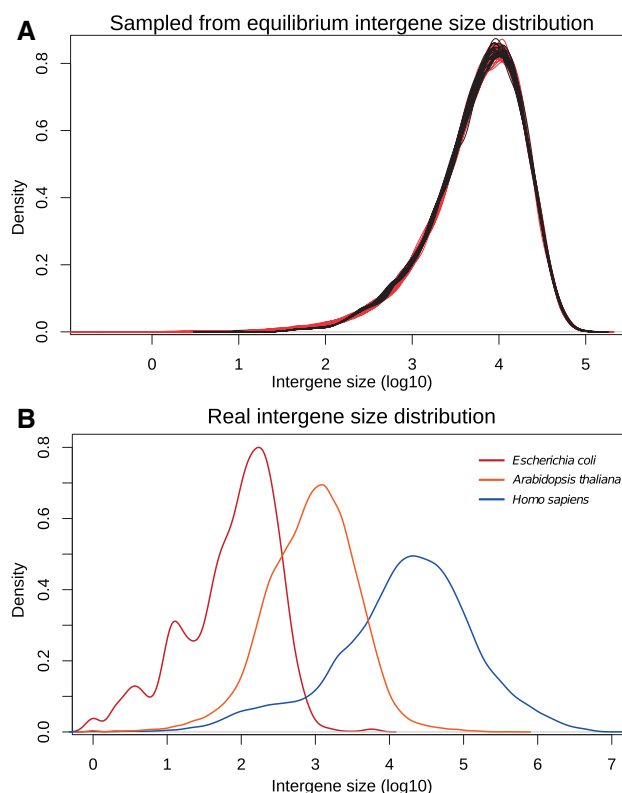 A
Sampled from equilibrium intergene size distribution
Density
0.0
0.2
0.4
0.6
0.8
0 1 2 3 4 5
Intergene size (log10)
B
Real intergene size distribution
Escherichia coli
Arabidopsis thaliana
Homo sapiens
Density
0.0
0.2
0.4
0.6
0.8
0 1 2 3 4 5 6 7
Intergene size (log10)